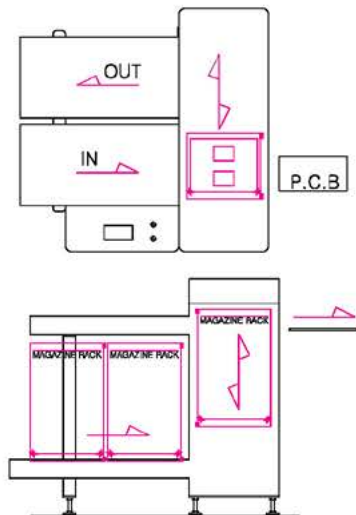 OUT
IN
P.C.B
MAGAZINE RACK
MAGAZINE RACK MAGAZINE RACK